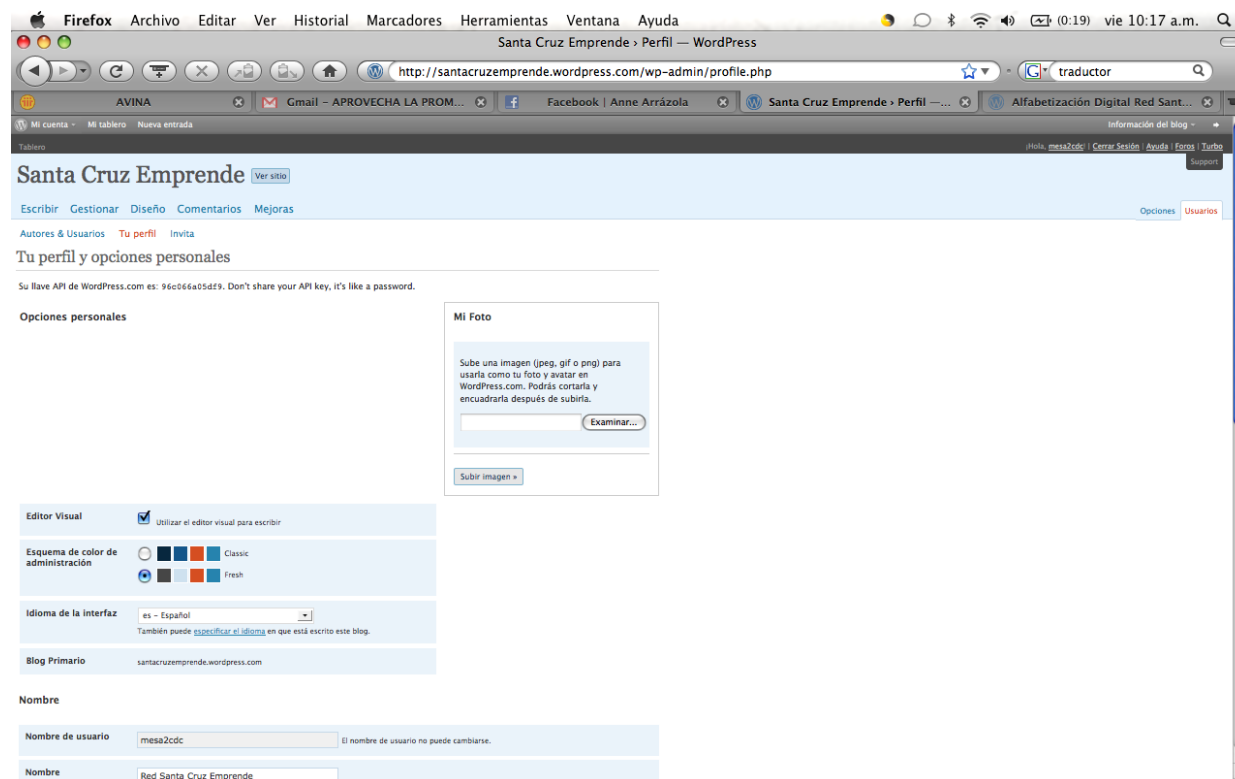 Firefox Archivo Editar Ver Historial Marcadores Herramientas Ventana Ayuda (0:19) vie 10:17 a.m.
Santa Cruz Emprende › Perfil — WordPress
http://santacruzemprende.wordpress.com/wp-admin/profile.php traductor
AVINA Gmail – APROVECHA LA PROM... Facebook | Anne Arrázola Santa Cruz Emprende › Perfil —... Alfabetización Digital Red Sant...
Mi cuenta Mi tablero Nueva entrada Información del blog
Tablero ¡Hola, mesa2cdc! | Cerrar Sesión | Ayuda | Foros | Turbo
Support
Santa Cruz Emprende Ver sitio
Escribir Gestionar Diseño Comentarios Mejoras Opciones Usuarios
Autores & Usuarios Tu perfil Invita
Tu perfil y opciones personales
Su llave API de WordPress.com es: 96c066a05df9. Don't share your API key, it's like a password.
Opciones personales
Mi Foto
Sube una imagen (jpeg, gif o png) para
usarla como tu foto y avatar en
WordPress.com. Podrás cortarla y
encuadrarla después de subirla.
Examinar...
Subir imagen »
Editor Visual Utilizar el editor visual para escribir
Esquema de color de
administración
Classic
Fresh
Idioma de la interfaz es – Español
También puede especificar el idioma en que está escrito este blog.
Blog Primario santacruzemprende.wordpress.com
Nombre
Nombre de usuario mesa2cdc El nombre de usuario no puede cambiarse.
Nombre Red Santa Cruz Emprende